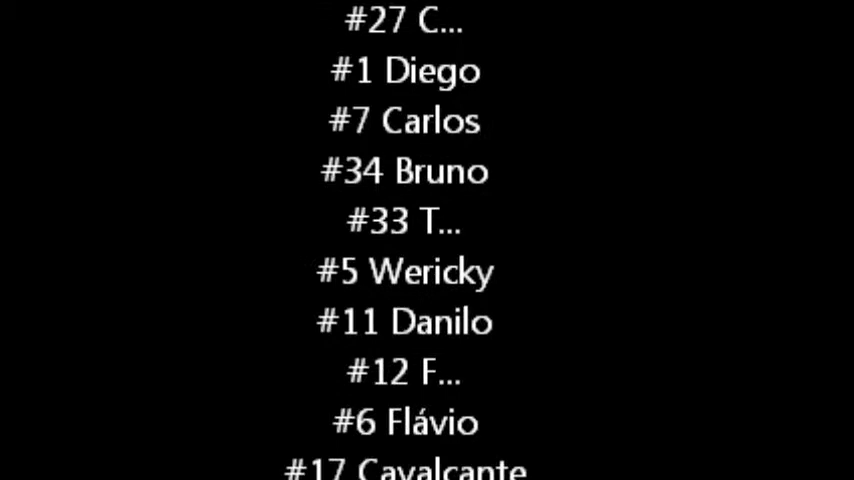 #27 C...
#1 Diego
#7 Carlos
#34 Bruno
#33 T...
#5 Wericky
#11 Danilo
#12 F...
#6 Flávio
#17 Cavalcante